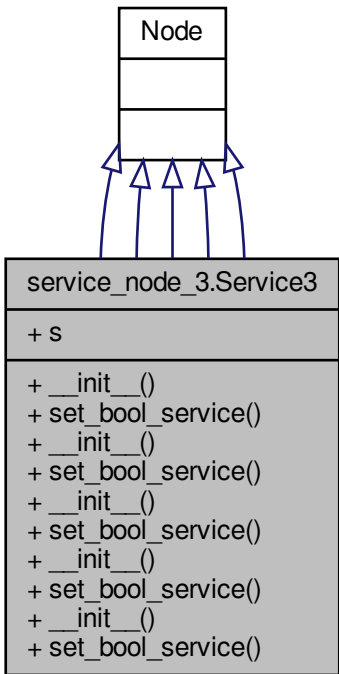 Node
service_node_3.Service3
+ s
+ __init__()
+ set_bool_service()
+ __init__()
+ set_bool_service()
+ __init__()
+ set_bool_service()
+ __init__()
+ set_bool_service()
+ __init__()
+ set_bool_service()